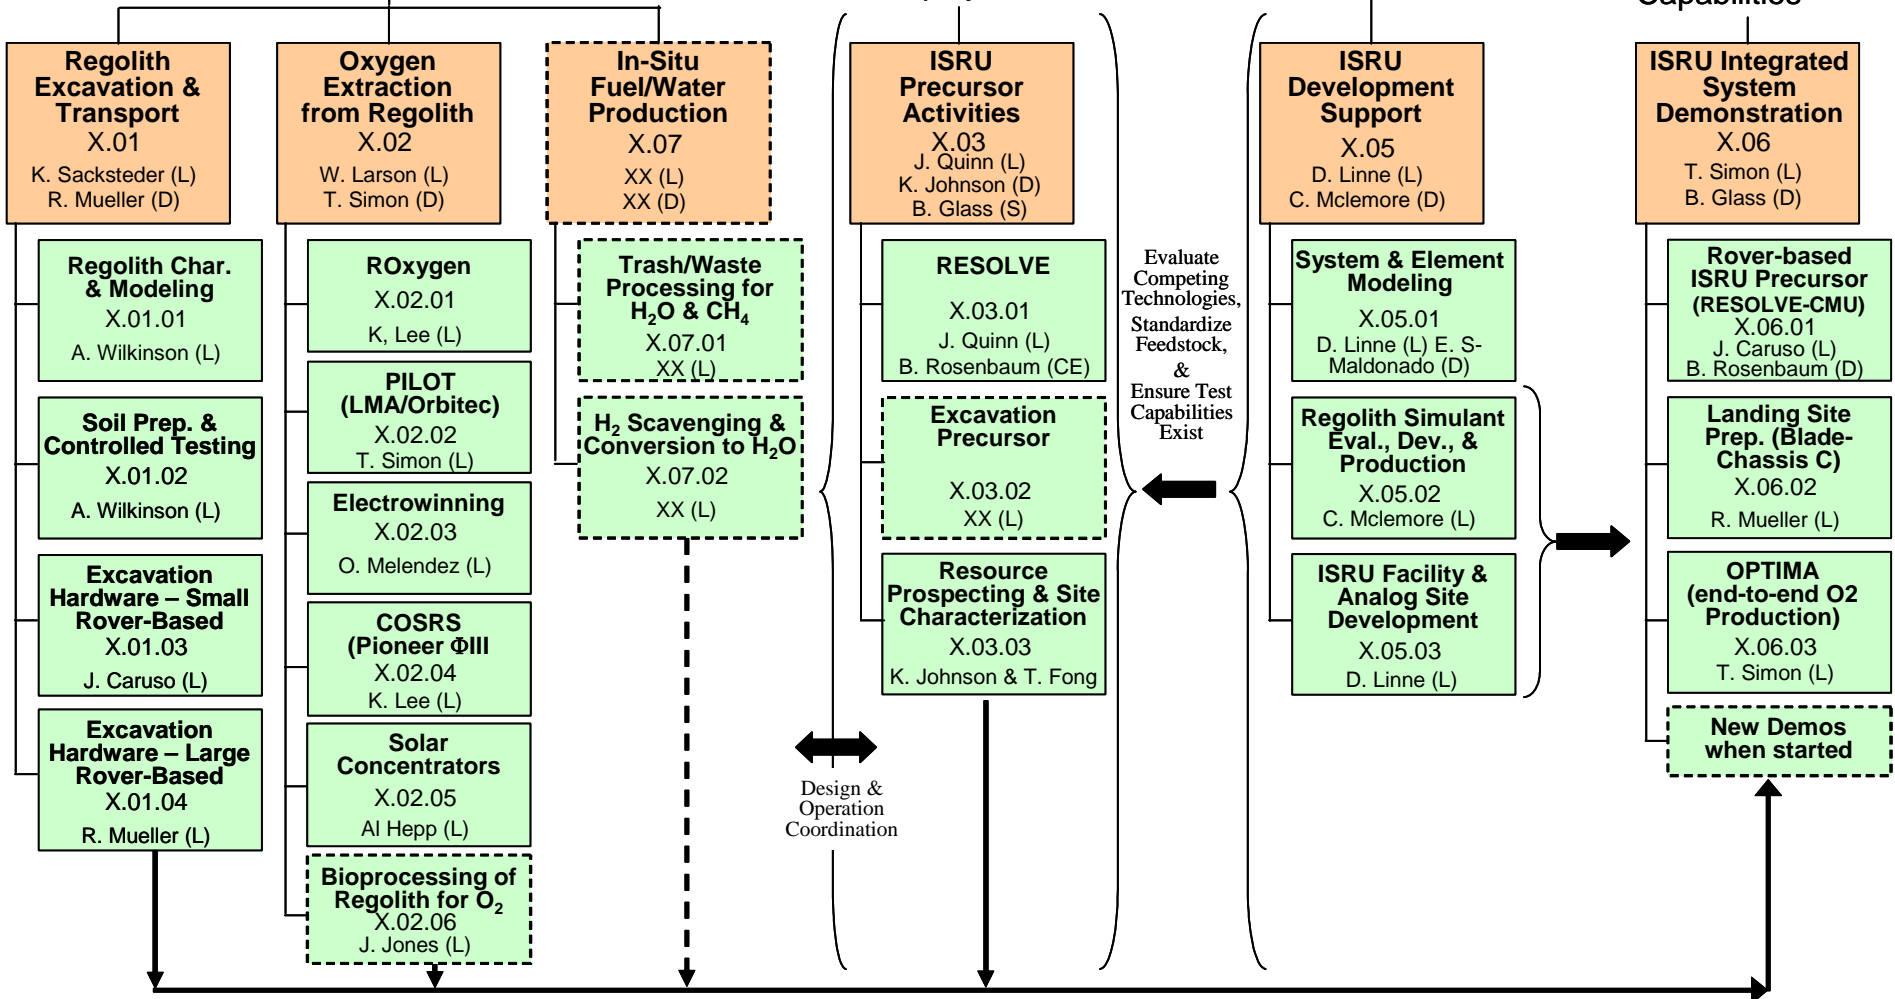 Capabilities
Regolith
Excavation &
Transport
X.01
K. Sacksteder (L)
R. Mueller (D)
Regolith Char.
& Modeling
X.01.01
A. Wilkinson (L)
Soil Prep. &
Controlled Testing
X.01.02
A. Wilkinson (L)
Excavation
Hardware – Small
Rover-Based
X.01.03
J. Caruso (L)
Excavation
Hardware – Large
Rover-Based
X.01.04
R. Mueller (L)
Oxygen
Extraction
from Regolith
X.02
W. Larson (L)
T. Simon (D)
ROxygen
X.02.01
K, Lee (L)
PILOT
(LMA/Orbitec)
X.02.02
T. Simon (L)
Electrowinning
X.02.03
O. Melendez (L)
COSRS
(Pioneer ΦIII
X.02.04
K. Lee (L)
Solar
Concentrators
X.02.05
Al Hepp (L)
Bioprocessing of
Regolith for O₂
X.02.06
J. Jones (L)
In-Situ
Fuel/Water
Production
X.07
XX (L)
XX (D)
Trash/Waste
Processing for
H₂O & CH₄
X.07.01
XX (L)
H₂ Scavenging &
Conversion to H₂O
X.07.02
XX (L)
Design &
Operation
Coordination
ISRU
Precursor
Activities
X.03
J. Quinn (L)
K. Johnson (D)
B. Glass (S)
RESOLVE
X.03.01
J. Quinn (L)
B. Rosenbaum (CE)
Excavation
Precursor
X.03.02
XX (L)
Resource
Prospecting & Site
Characterization
X.03.03
K. Johnson & T. Fong
Evaluate
Competing
Technologies,
Standardize
Feedstock,
&
Ensure Test
Capabilities
Exist
ISRU
Development
Support
X.05
D. Linne (L)
C. Mclemore (D)
System & Element
Modeling
X.05.01
D. Linne (L) E. S-
Maldonado (D)
Regolith Simulant
Eval., Dev., &
Production
X.05.02
C. Mclemore (L)
ISRU Facility &
Analog Site
Development
X.05.03
D. Linne (L)
ISRU Integrated
System
Demonstration
X.06
T. Simon (L)
B. Glass (D)
Rover-based
ISRU Precursor
(RESOLVE-CMU)
X.06.01
J. Caruso (L)
B. Rosenbaum (D)
Landing Site
Prep. (Blade-
Chassis C)
X.06.02
R. Mueller (L)
OPTIMA
(end-to-end O2
Production)
X.06.03
T. Simon (L)
New Demos
when started